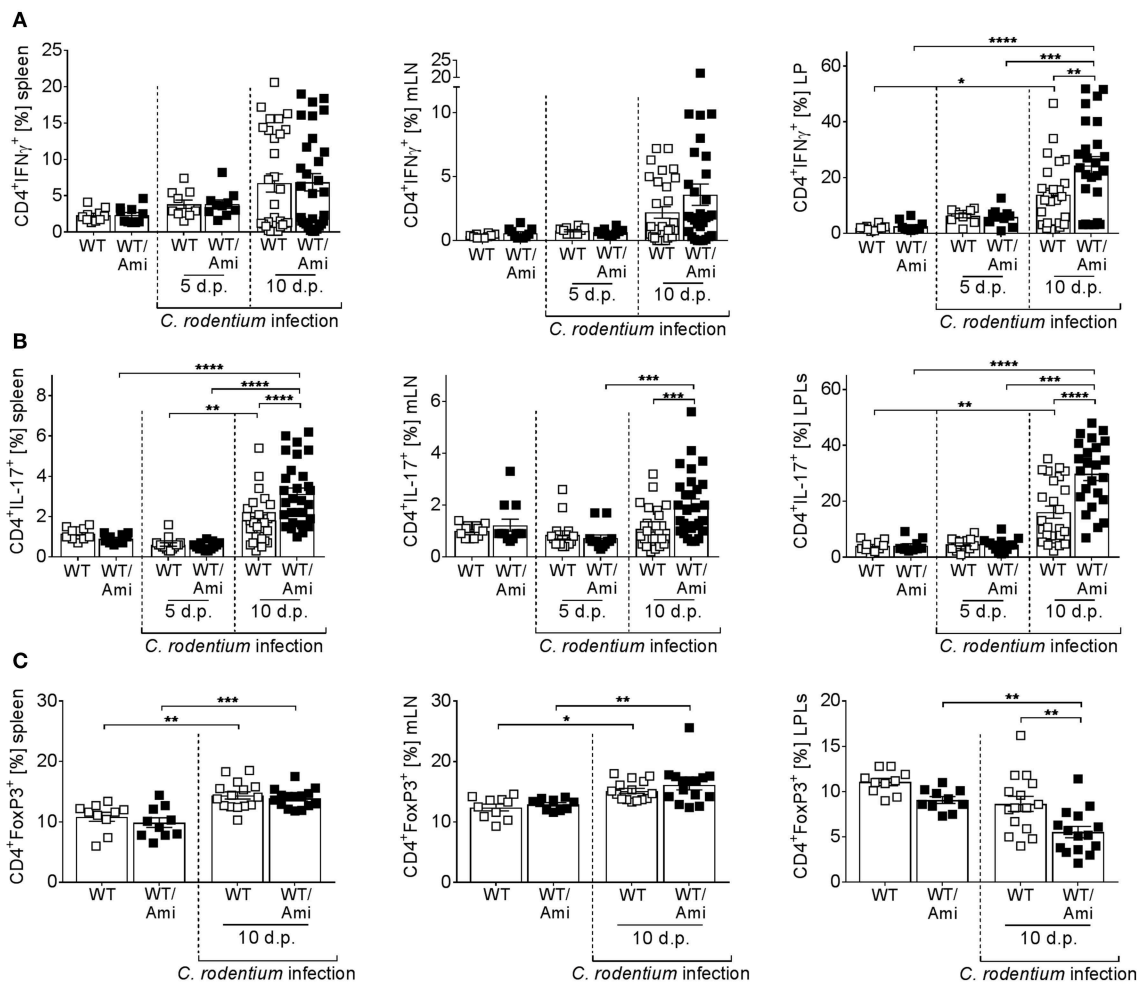 A
CD4+IFNγ+ [%] spleen
25
20
15
10
5
0
WT
WT/
Ami
WT
WT/
Ami
WT
WT/
Ami
5 d.p.
10 d.p.
C. rodentium infection
CD4+IFNγ+ [%] mLN
25
20
10
5
0
WT
WT/
Ami
WT
WT/
Ami
WT
WT/
Ami
5 d.p.
10 d.p.
C. rodentium infection
CD4+IFNγ+ [%] LP
60
40
20
0
****
***
*
**
WT
WT/
Ami
WT
WT/
Ami
WT
WT/
Ami
5 d.p.
10 d.p.
C. rodentium infection
B
CD4+IL-17+ [%] spleen
8
6
4
2
0
****
****
**
****
WT
WT/
Ami
WT
WT/
Ami
WT
WT/
Ami
5 d.p.
10 d.p.
C. rodentium infection
CD4+IL-17+ [%] mLN
6
4
2
0
***
***
WT
WT/
Ami
WT
WT/
Ami
WT
WT/
Ami
5 d.p.
10 d.p.
C. rodentium infection
CD4+IL-17+ [%] LPLs
60
40
20
0
****
***
**
****
WT
WT/
Ami
WT
WT/
Ami
WT
WT/
Ami
5 d.p.
10 d.p.
C. rodentium infection
C
CD4+FoxP3+ [%] spleen
30
20
10
0
***
**
WT
WT/
Ami
WT
WT/
Ami
10 d.p.
C. rodentium infection
CD4+FoxP3+ [%] mLN
30
20
10
0
**
*
WT
WT/
Ami
WT
WT/
Ami
10 d.p.
C. rodentium infection
CD4+FoxP3+ [%] LPLs
20
15
10
5
0
**
**
WT
WT/
Ami
WT
WT/
Ami
10 d.p.
C. rodentium infection